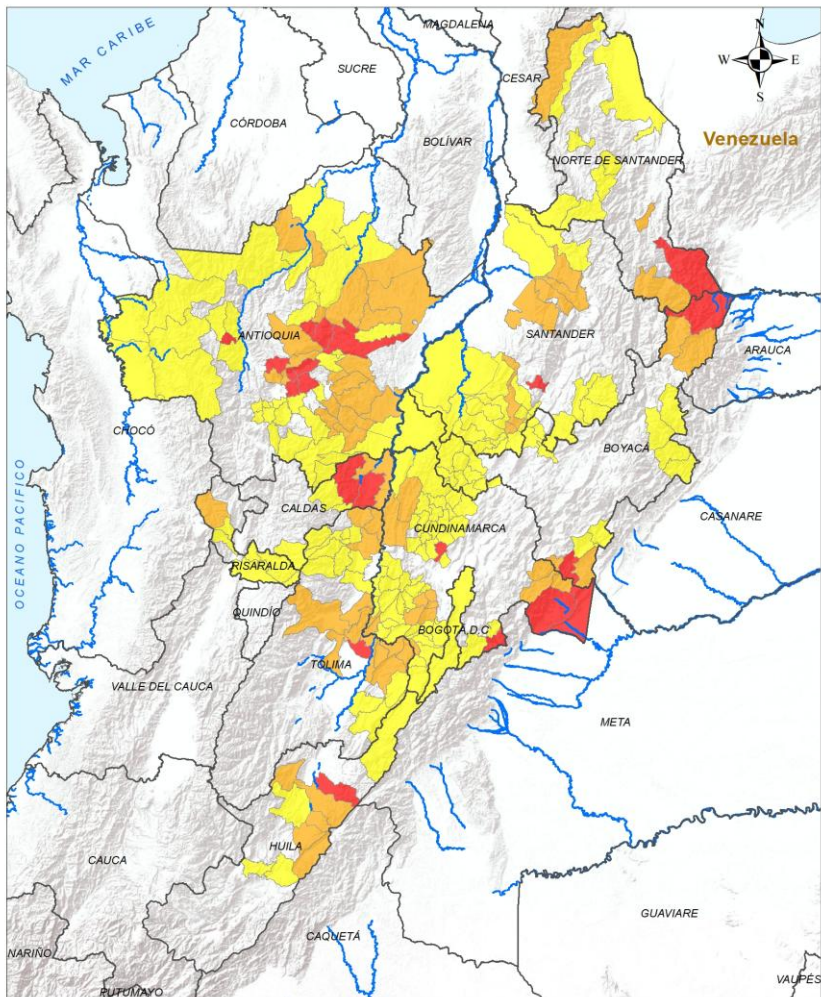 MAGDALENA
N
MAR CARIBE
W
E
SUCRE
CESAR
S
CÓRDOBA
BOLÍVAR
Venezuela
NORTE DE SANTANDER
ANTIOQUIA
SANTANDER
ARAUCA
CHOCÓ
BOYACÁ
CALDAS
CUNDINAMARCA
CASANARE
OCEANO PACIFICO
RISARALDA
QUINDÍO
BOGOTÁ,D,C
TOLIMA
VALLE DEL CAUCA
META
HUILA
CAUCA
GUAVIARE
CAQUETÁ
NARIÑO
VAUPÉS
PUTUMAYO